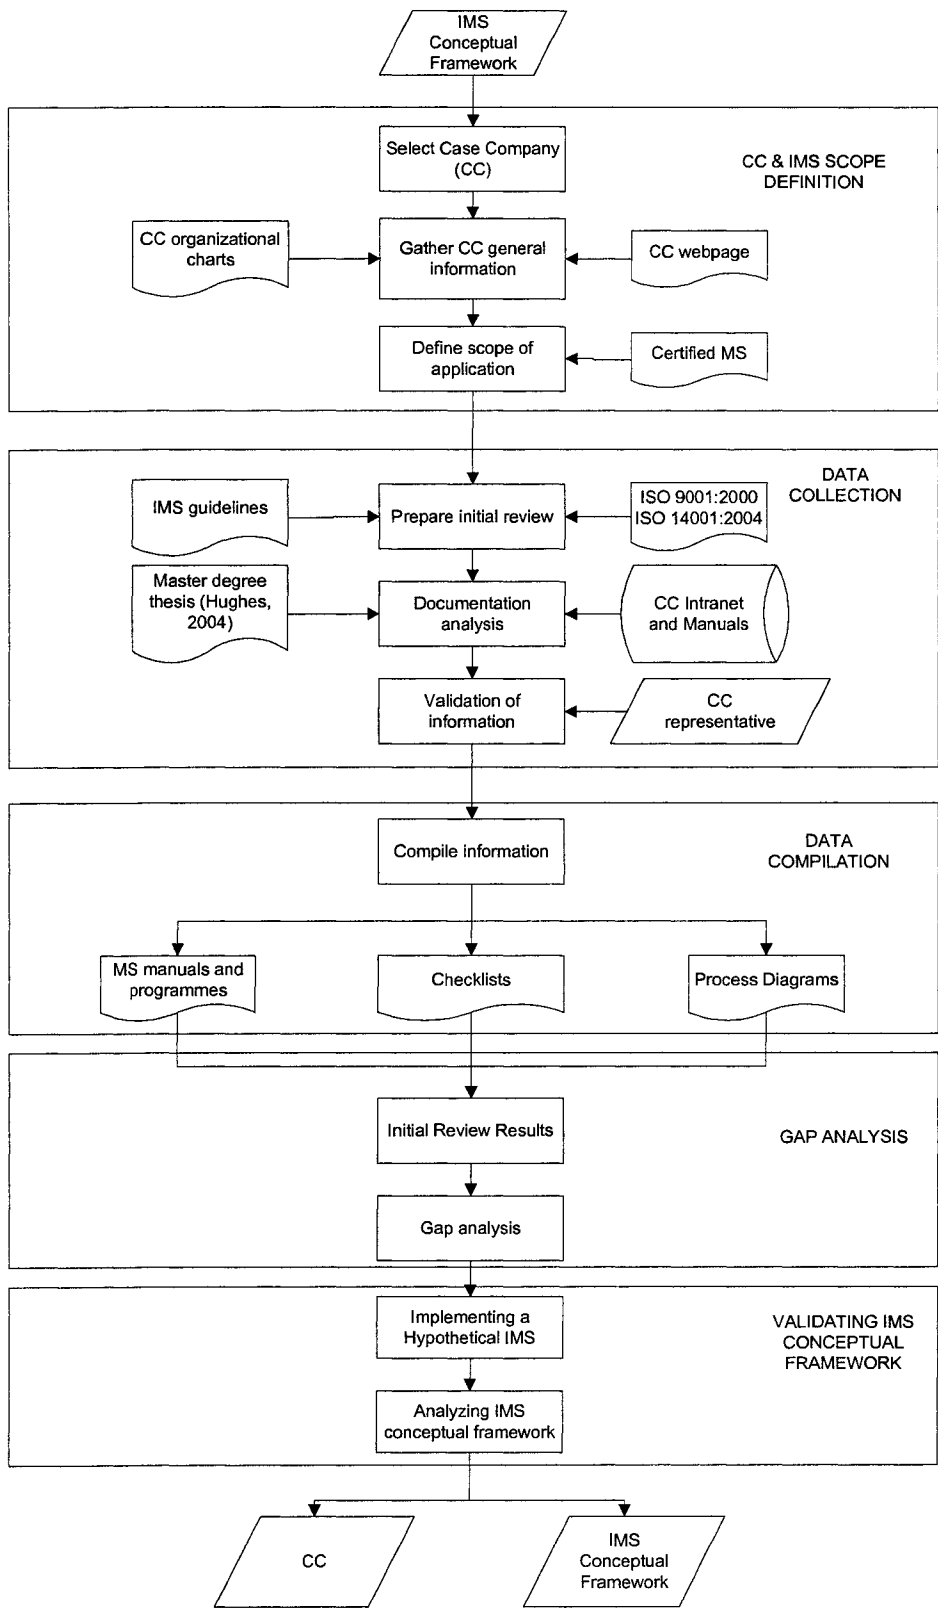 IMS
Conceptual
Framework
Select Case Company
(CC)
CC & IMS SCOPE
DEFINITION
CC organizational
charts
Gather CC general
information
CC webpage
Define scope of
application
Certified MS
DATA
COLLECTION
IMS guidelines
Prepare initial review
ISO 9001:2000
ISO 14001:2004
Master degree
thesis (Hughes,
2004)
Documentation
analysis
CC Intranet
and Manuals
Validation of
information
CC
representative
Compile information
DATA
COMPILATION
MS manuals and
programmes
Checklists
Process Diagrams
Initial Review Results
GAP ANALYSIS
Gap analysis
Implementing a
Hypothetical IMS
VALIDATING IMS
CONCEPTUAL
FRAMEWORK
Analyzing IMS
conceptual framework
CC
IMS
Conceptual
Framework